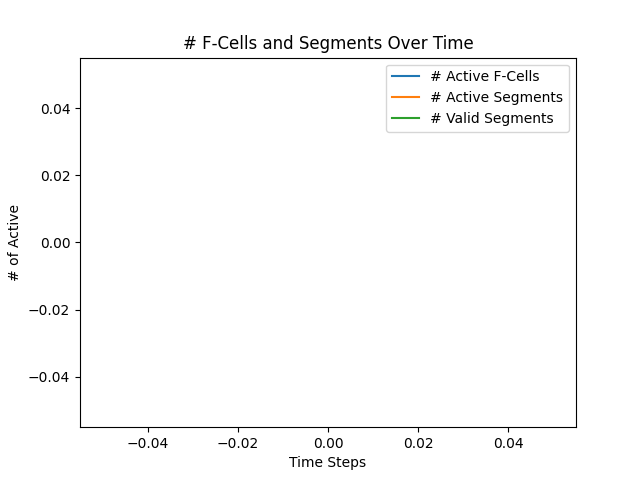 # F-Cells and Segments Over Time
# Active F-Cells
# Active Segments
# Valid Segments
# of Active
0.04
0.02
0.00
−0.02
−0.04
−0.04 −0.02 0.00 0.02 0.04
Time Steps